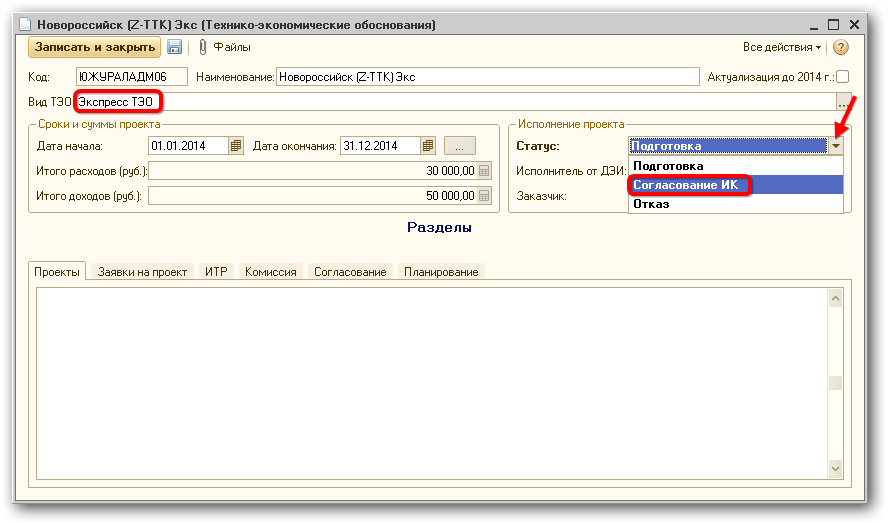 Новороссийск (Z-ТТК) Экс (Технико-экономические обоснования)
Записать и закрыть Файлы Все действия ?
Код: ЮЖУРАЛАДМ06 Наименование: Новороссийск (Z-ТТК) Экс Актуализация до 2014 г.:
Вид ТЭО Экспресс ТЭО ...
Сроки и суммы проекта Исполнение проекта
Дата начала: 01.01.2014 Дата окончания: 31.12.2014 ... Статус: Подготовка
Итого расходов (руб.): 30 000,00 Исполнитель от ДЗИ: Подготовка
Согласование ИК
Итого доходов (руб.): 50 000,00 Заказчик: Отказ
Разделы
Проекты Заявки на проект ИТР Комиссия Согласование Планирование